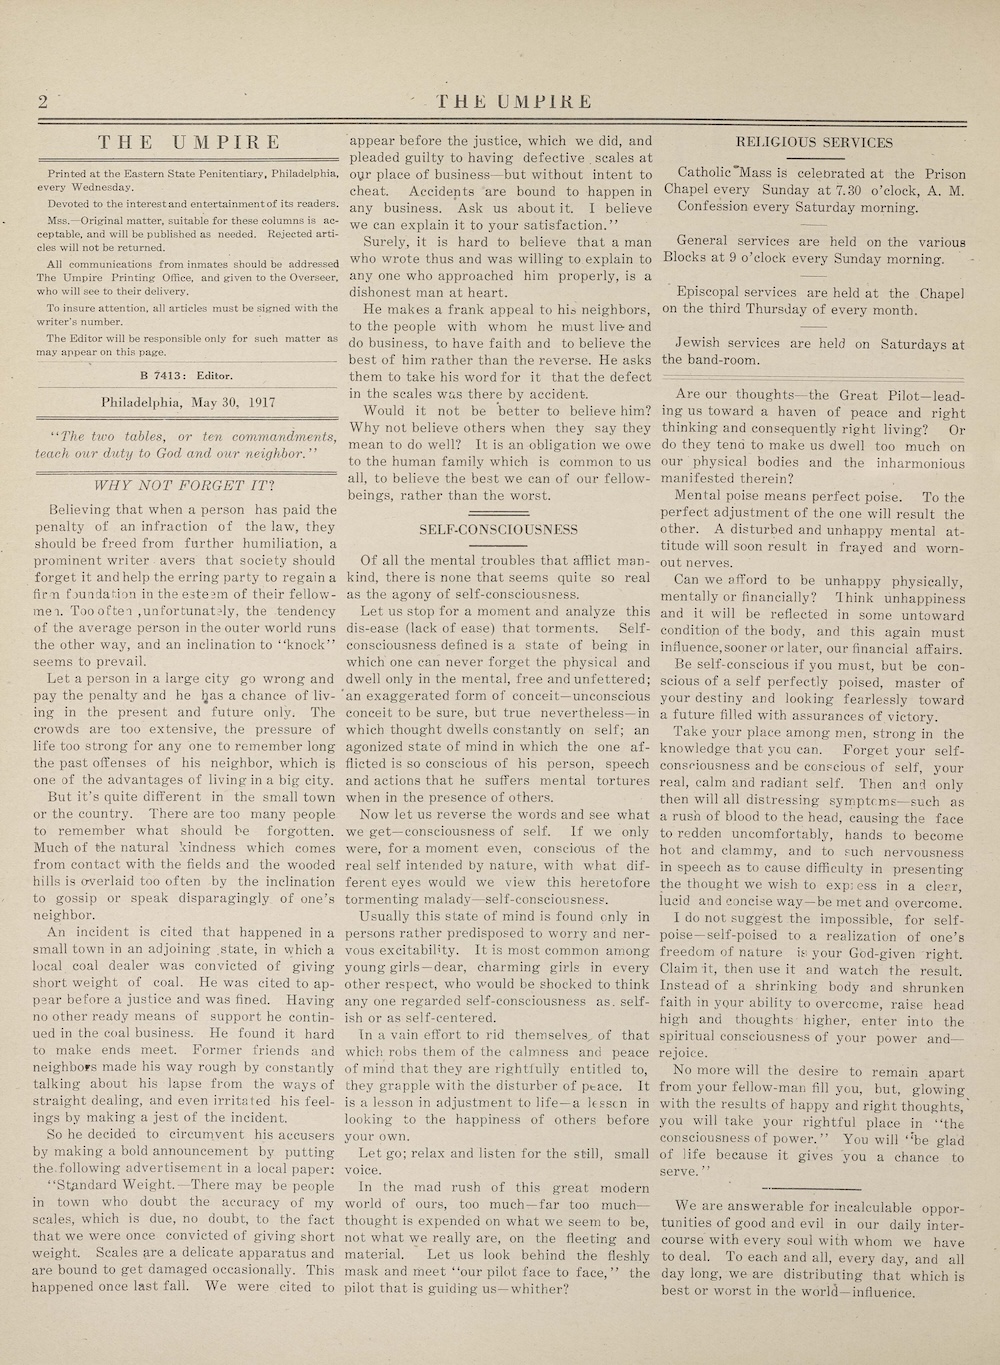 2
THE UMPIRE
THE UMPIRE
Printed at the Eastern State Penitentiary, Philadelphia,
every Wednesday.
Devoted to the interest and entertainment of its readers.
Mss.—Original matter, suitable for these columns is ac-
ceptable, and will be published as needed. Rejected arti-
cles will not be returned.
All communications from inmates should be addressed
The Umpire Printing Office, and given to the Overseer,
who will see to their delivery.
To insure attention, all articles must be signed with the
writer's number.
The Editor will be responsible only for such matter as
may appear on this page.
B 7413: Editor.
Philadelphia, May 30, 1917
"The two tables, or ten commandments,
teach our duty to God and our neighbor."
WHY NOT FORGET IT?
Believing that when a person has paid the
penalty of an infraction of the law, they
should be freed from further humiliation, a
prominent writer avers that society should
forget it and help the erring party to regain a
firm foundation in the esteem of their fellow-
men. Too often ,unfortunately, the tendency
of the average person in the outer world runs
the other way, and an inclination to "knock"
seems to prevail.
Let a person in a large city go wrong and
pay the penalty and he has a chance of liv-
ing in the present and future only. The
crowds are too extensive, the pressure of
life too strong for any one to remember long
the past offenses of his neighbor, which is
one of the advantages of living in a big city.
But it's quite different in the small town
or the country. There are too many people
to remember what should be forgotten.
Much of the natural kindness which comes
from contact with the fields and the wooded
hills is overlaid too often by the inclination
to gossip or speak disparagingly of one's
neighbor.
An incident is cited that happened in a
small town in an adjoining state, in which a
local coal dealer was convicted of giving
short weight of coal. He was cited to ap-
pear before a justice and was fined. Having
no other ready means of support he contin-
ued in the coal business. He found it hard
to make ends meet. Former friends and
neighbors made his way rough by constantly
talking about his lapse from the ways of
straight dealing, and even irritated his feel-
ings by making a jest of the incident.
So he decided to circumvent his accusers
by making a bold announcement by putting
the following advertisement in a local paper:
"Standard Weight.—There may be people
in town who doubt the accuracy of my
scales, which is due, no doubt, to the fact
that we were once convicted of giving short
weight. Scales are a delicate apparatus and
are bound to get damaged occasionally. This
happened once last fall. We were cited to
appear before the justice, which we did, and
pleaded guilty to having defective scales at
our place of business—but without intent to
cheat. Accidents are bound to happen in
any business. Ask us about it. I believe
we can explain it to your satisfaction."
Surely, it is hard to believe that a man
who wrote thus and was willing to explain to
any one who approached him properly, is a
dishonest man at heart.
He makes a frank appeal to his neighbors,
to the people with whom he must live and
do business, to have faith and to believe the
best of him rather than the reverse. He asks
them to take his word for it that the defect
in the scales was there by accident.
Would it not be better to believe him?
Why not believe others when they say they
mean to do well? It is an obligation we owe
to the human family which is common to us
all, to believe the best we can of our fellow-
beings, rather than the worst.
SELF-CONSCIOUSNESS
Of all the mental troubles that afflict man-
kind, there is none that seems quite so real
as the agony of self-consciousness.
Let us stop for a moment and analyze this
dis-ease (lack of ease) that torments. Self-
consciousness defined is a state of being in
which one can never forget the physical and
dwell only in the mental, free and unfettered;
an exaggerated form of conceit—unconscious
conceit to be sure, but true nevertheless—in
which thought dwells constantly on self; an
agonized state of mind in which the one af-
flicted is so conscious of his person, speech
and actions that he suffers mental tortures
when in the presence of others.
Now let us reverse the words and see what
we get—consciousness of self. If we only
were, for a moment even, conscious of the
real self intended by nature, with what dif-
ferent eyes would we view this heretofore
tormenting malady—self-consciousness.
Usually this state of mind is found only in
persons rather predisposed to worry and ner-
vous excitability. It is most common among
young girls—dear, charming girls in every
other respect, who would be shocked to think
any one regarded self-consciousness as self-
ish or as self-centered.
In a vain effort to rid themselves of that
which robs them of the calmness and peace
of mind that they are rightfully entitled to,
they grapple with the disturber of peace. It
is a lesson in adjustment to life—a lesson in
looking to the happiness of others before
your own.
Let go; relax and listen for the still, small
voice.
In the mad rush of this great modern
world of ours, too much—far too much—
thought is expended on what we seem to be,
not what we really are, on the fleeting and
material. Let us look behind the fleshly
mask and meet "our pilot face to face," the
pilot that is guiding us—whither?
RELIGIOUS SERVICES
Catholic Mass is celebrated at the Prison
Chapel every Sunday at 7.30 o'clock, A. M.
Confession every Saturday morning.
General services are held on the various
Blocks at 9 o'clock every Sunday morning.
Episcopal services are held at the Chapel
on the third Thursday of every month.
Jewish services are held on Saturdays at
the band-room.
Are our thoughts—the Great Pilot—lead-
ing us toward a haven of peace and right
thinking and consequently right living? Or
do they tend to make us dwell too much on
our physical bodies and the inharmonious
manifested therein?
Mental poise means perfect poise. To the
perfect adjustment of the one will result the
other. A disturbed and unhappy mental at-
titude will soon result in frayed and worn-
out nerves.
Can we afford to be unhappy physically,
mentally or financially? Think unhappiness
and it will be reflected in some untoward
condition of the body, and this again must
influence, sooner or later, our financial affairs.
Be self-conscious if you must, but be con-
scious of a self perfectly poised, master of
your destiny and looking fearlessly toward
a future filled with assurances of victory.
Take your place among men, strong in the
knowledge that you can. Forget your self-
consciousness and be conscious of self, your
real, calm and radiant self. Then and only
then will all distressing symptoms—such as
a rush of blood to the head, causing the face
to redden uncomfortably, hands to become
hot and clammy, and to such nervousness
in speech as to cause difficulty in presenting
the thought we wish to express in a clear,
lucid and concise way—be met and overcome.
I do not suggest the impossible, for self-
poise—self-poised to a realization of one's
freedom of nature is your God-given right.
Claim it, then use it and watch the result.
Instead of a shrinking body and shrunken
faith in your ability to overcome, raise head
high and thoughts higher, enter into the
spiritual consciousness of your power and—
rejoice.
No more will the desire to remain apart
from your fellow-man fill you, but, glowing
with the results of happy and right thoughts,
you will take your rightful place in "the
consciousness of power." You will "be glad
of life because it gives you a chance to
serve."
We are answerable for incalculable oppor-
tunities of good and evil in our daily inter-
course with every soul with whom we have
to deal. To each and all, every day, and all
day long, we are distributing that which is
best or worst in the world—influence.